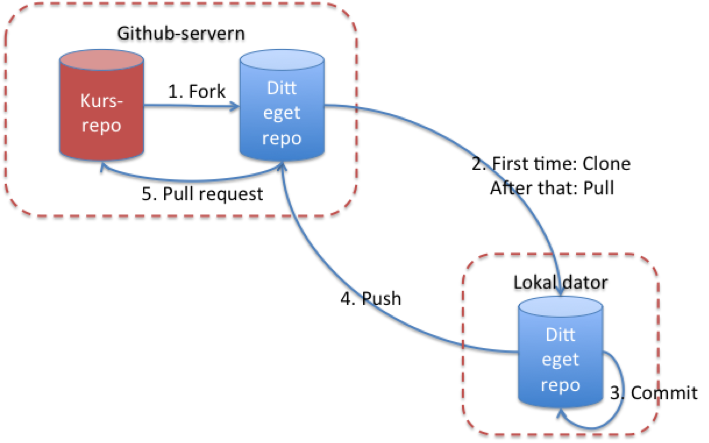 Github-servern
Kurs-
repo
1. Fork
Ditt
eget
repo
2. First time: Clone
After that: Pull
5. Pull request
Lokal dator
4. Push
Ditt
eget
repo
3. Commit